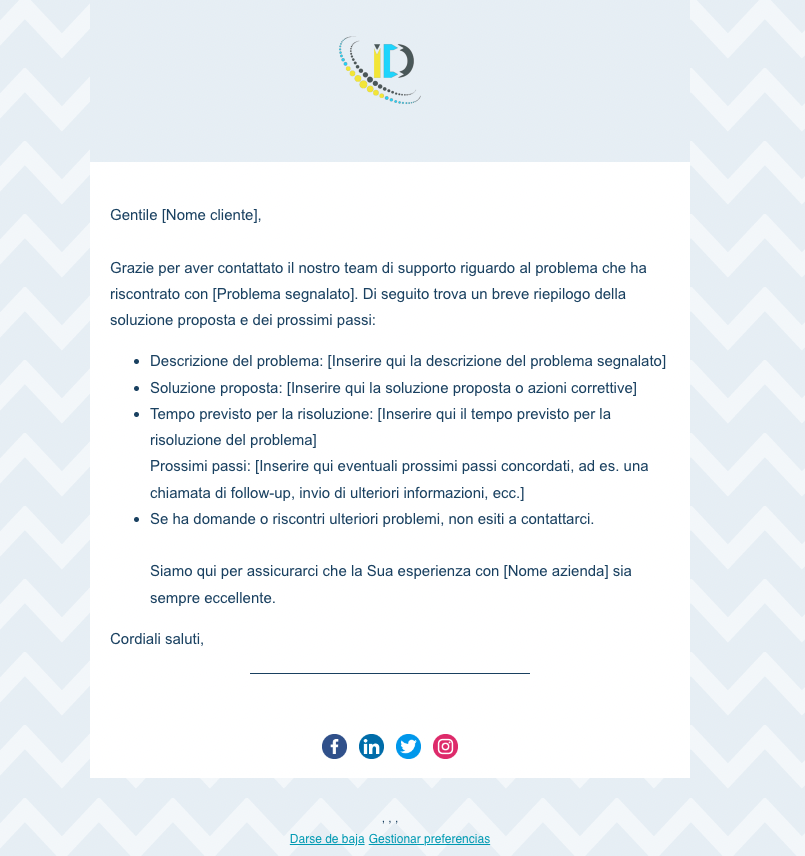 iD
Gentile [Nome cliente],
Grazie per aver contattato il nostro team di supporto riguardo al problema che ha
riscontrato con [Problema segnalato]. Di seguito trova un breve riepilogo della
soluzione proposta e dei prossimi passi:
• Descrizione del problema: [Inserire qui la descrizione del problema segnalato]
• Soluzione proposta: [Inserire qui la soluzione proposta o azioni correttive]
• Tempo previsto per la risoluzione: [Inserire qui il tempo previsto per la
risoluzione del problema]
Prossimi passi: [Inserire qui eventuali prossimi passi concordati, ad es. una
chiamata di follow-up, invio di ulteriori informazioni, ecc.]
• Se ha domande o riscontri ulteriori problemi, non esiti a contattarci.
Siamo qui per assicurarci che la Sua esperienza con [Nome azienda] sia
sempre eccellente.
Cordiali saluti,
, , ,
Darse de baja Gestionar preferencias